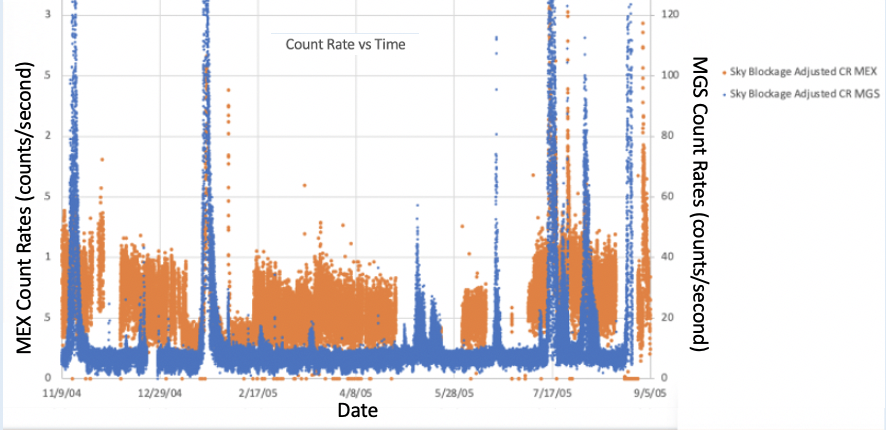 Count Rate vs Time
MEX Count Rates (counts/second)
3
5
2
5
1
5
0
120
100
80
60
40
20
0
MGS Count Rates (counts/second)
Sky Blockage Adjusted CR MEX
Sky Blockage Adjusted CR MGS
11/9/04 12/29/04 2/17/05 4/8/05 5/28/05 7/17/05 9/5/05
Date